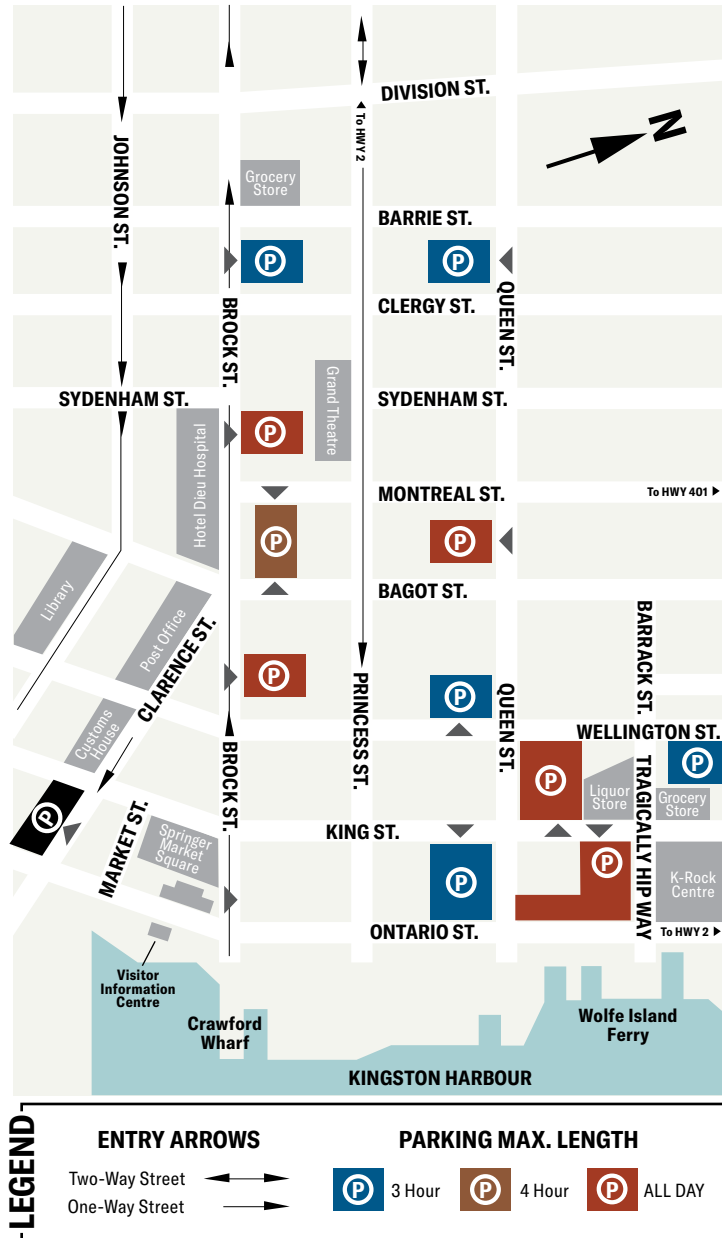 DIVISION ST.
To HWY 2
N
JOHNSON ST.
Grocery
Store
BARRIE ST.
P
P
BROCK ST.
QUEEN ST.
CLERGY ST.
Grand Theatre
SYDENHAM ST.
SYDENHAM ST.
P
Hotel Dieu Hospital
MONTREAL ST.
To HWY 401
P
P
BAGOT ST.
Library
Post Office
CLARENCE ST.
BARRACK ST.
P
PRINCESS ST.
P
QUEEN ST.
WELLINGTON ST.
Customs
House
BROCK ST.
P
Liquor
Store
TRAGICALLY HIP WAY
P
Grocery
Store
P
MARKET ST.
Springer
Market
Square
KING ST.
P
P
K-Rock
Centre
ONTARIO ST.
To HWY 2
Visitor
Information
Centre
Crawford
Wharf
Wolfe Island
Ferry
KINGSTON HARBOUR
LEGEND
ENTRY ARROWS
PARKING MAX. LENGTH
Two-Way Street
One-Way Street
P 3 Hour
P 4 Hour
P ALL DAY